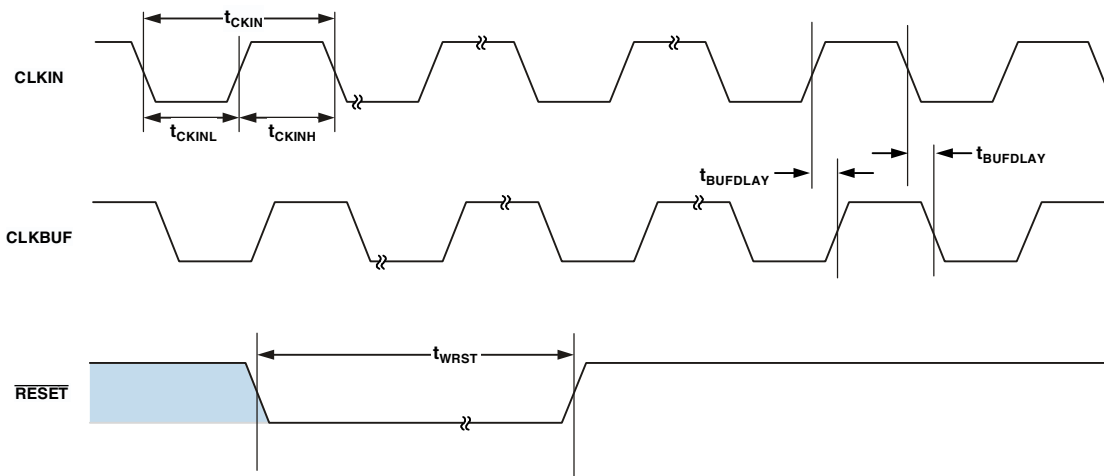 tCKIN
CLKIN
tCKINL
tCKINH
tBUFDLAY
tBUFDLAY
CLKBUF
tWRST
RESET